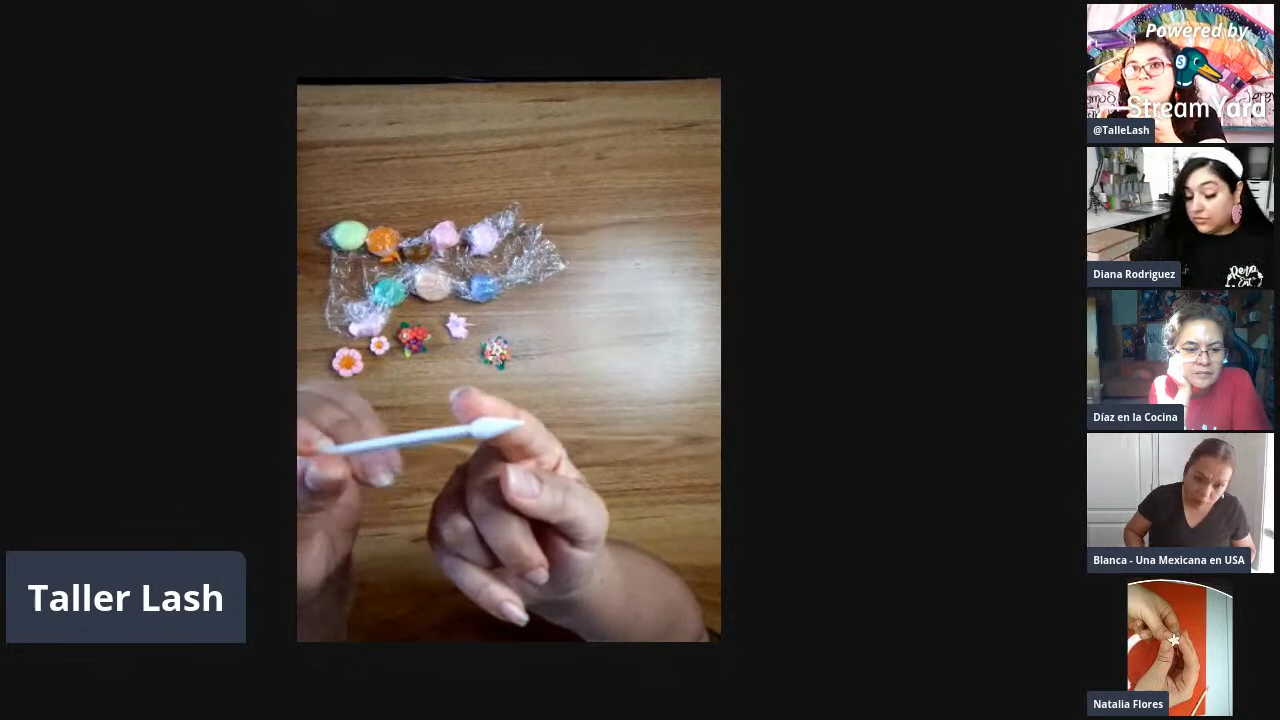 Taller Lash
Powered by
StreamYard
@TalleLash
Diana Rodriguez
Díaz en la Cocina
Blanca - Una Mexicana en USA
Natalia Flores